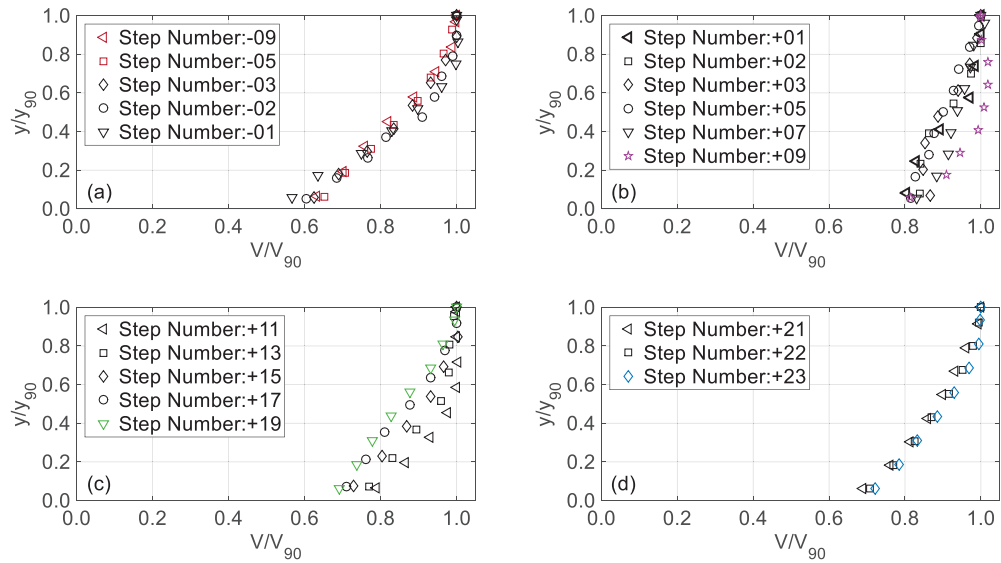 1.0
0.8
0.6
0.4
0.2
0.0
y/y90
Step Number:-09
Step Number:-05
Step Number:-03
Step Number:-02
Step Number:-01
(a)
0.0 0.2 0.4 0.6 0.8 1.0
V/V90
1.0
0.8
0.6
0.4
0.2
0.0
y/y90
Step Number:+01
Step Number:+02
Step Number:+03
Step Number:+05
Step Number:+07
Step Number:+09
(b)
0.0 0.2 0.4 0.6 0.8 1.0
V/V90
1.0
0.8
0.6
0.4
0.2
0.0
y/y90
Step Number:+11
Step Number:+13
Step Number:+15
Step Number:+17
Step Number:+19
(c)
0.0 0.2 0.4 0.6 0.8 1.0
V/V90
1.0
0.8
0.6
0.4
0.2
0.0
y/y90
Step Number:+21
Step Number:+22
Step Number:+23
(d)
0.0 0.2 0.4 0.6 0.8 1.0
V/V90